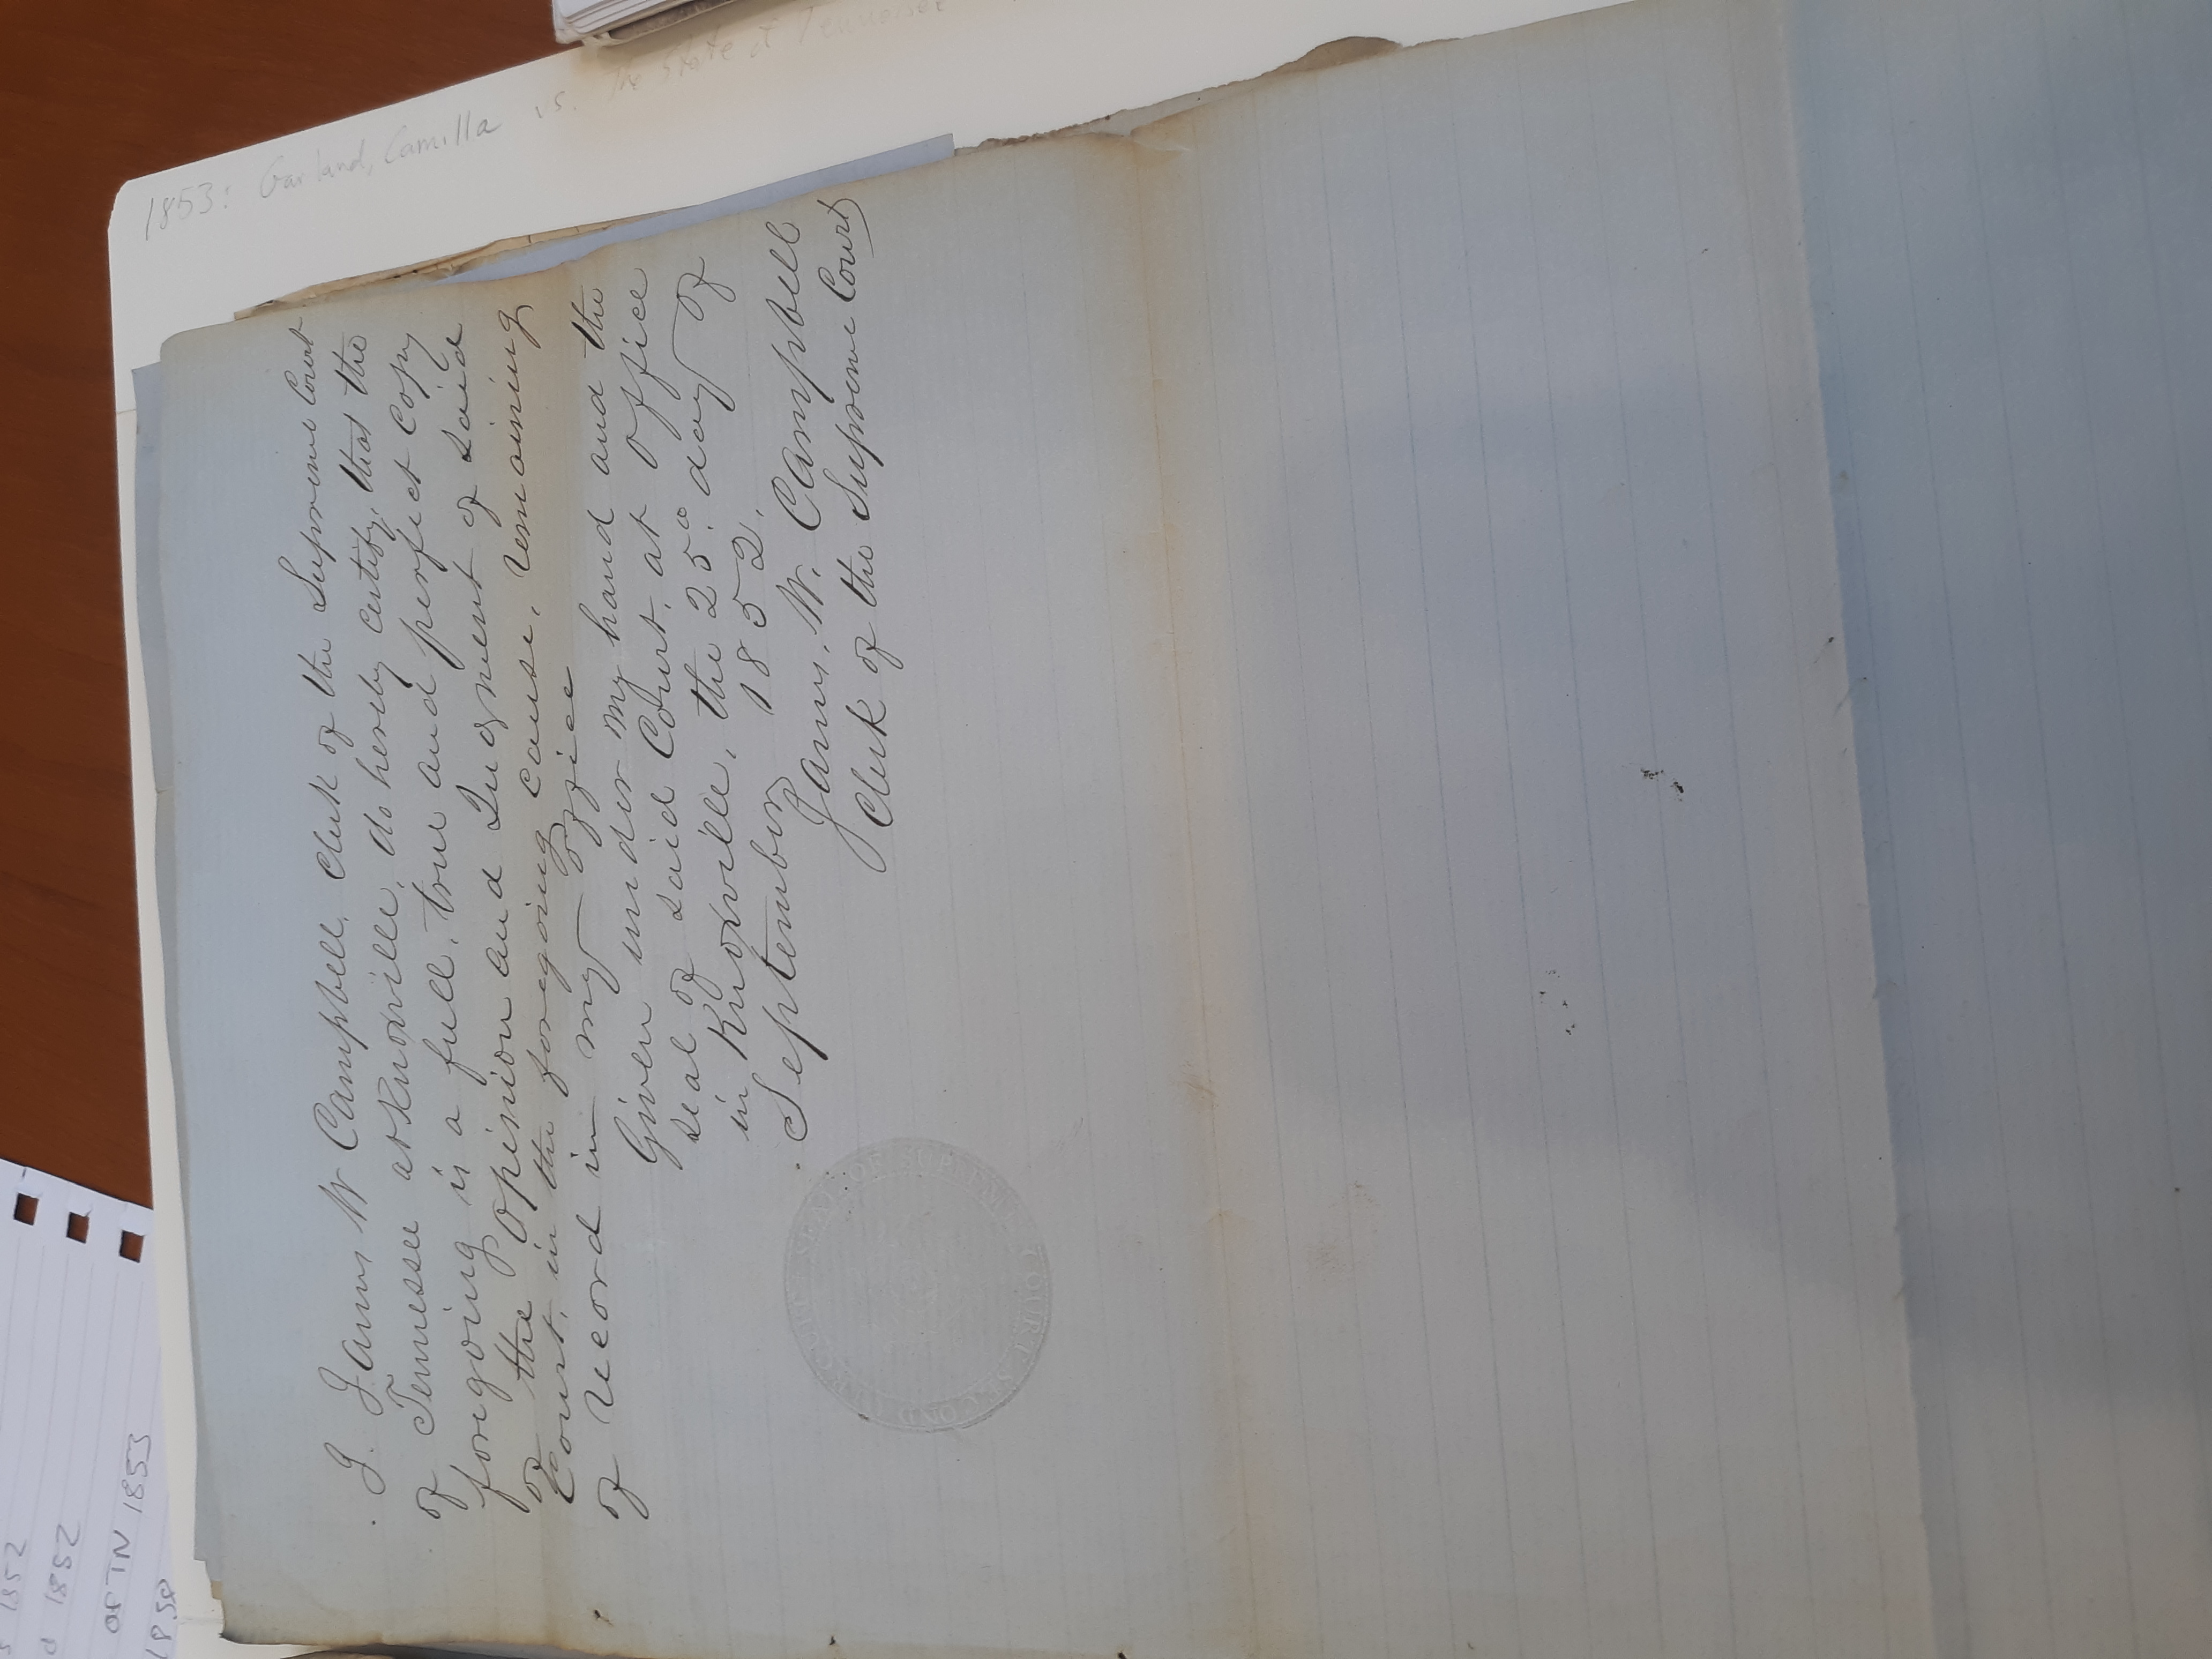 s 1852
d 1852
of TN 1853
1858
1853: Garland, Camilla vs. The State of Tennessee
I. James W Campbell, Clerk of the Supreme Court
of Tennessee at Knoxville, do hereby certify, that the
foregoing is a full, true and perfect copy
of the Opinion and Judgment of said
Court, in the foregoing cause, remaining
of record in my office
Given under my hand and the
seal of said Court, at office
in Knoxville, the 25o. day of
September 1852.
James. W. Campbell
Clerk of the Supreme Court
SEAL OF SUPREME COURT SECOND CIRCUIT